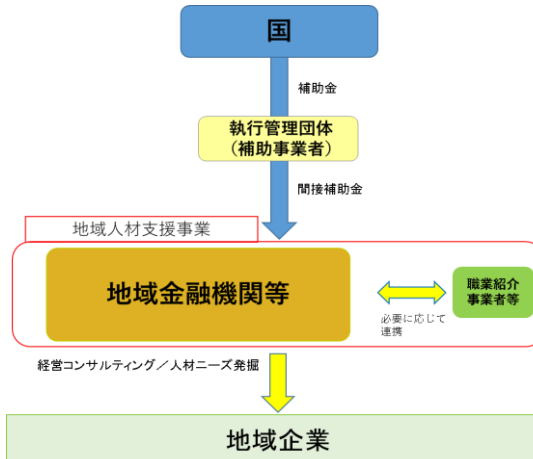 国
補助金
執行管理団体
（補助事業者）
間接補助金
地域人材支援事業
地域金融機関等
職業紹介
事業者等
必要に応じて
連携
経営コンサルティング／人材ニーズ発掘
地域企業